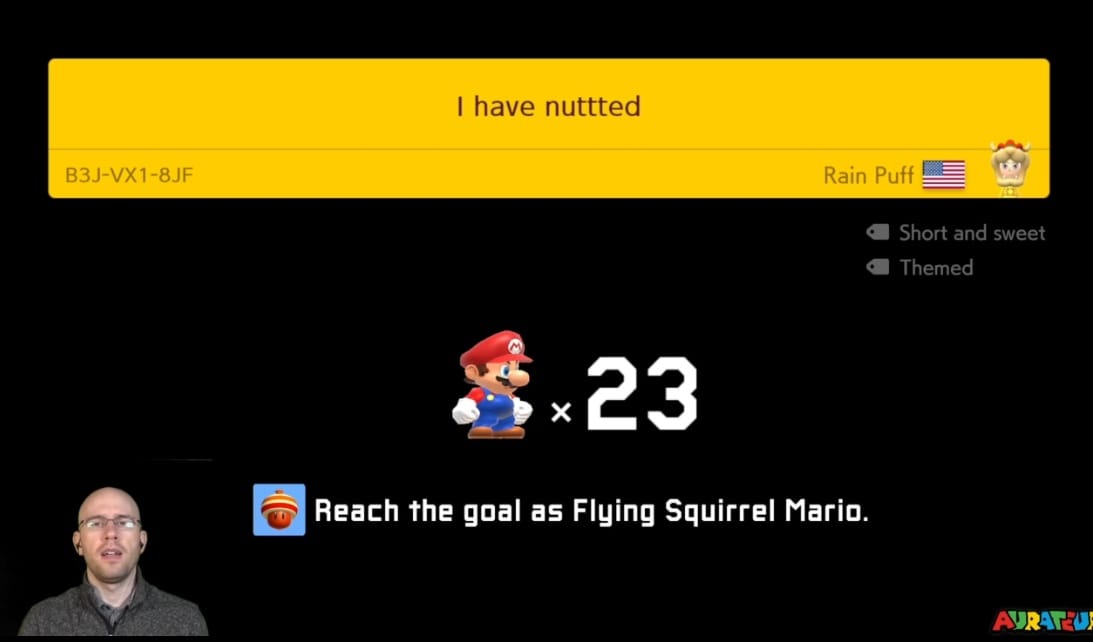 I have nuttted
B3J-VX1-8JF
Rain Puff
Short and sweet
Themed
M
× 23
Reach the goal as Flying Squirrel Mario.
AURATEUR